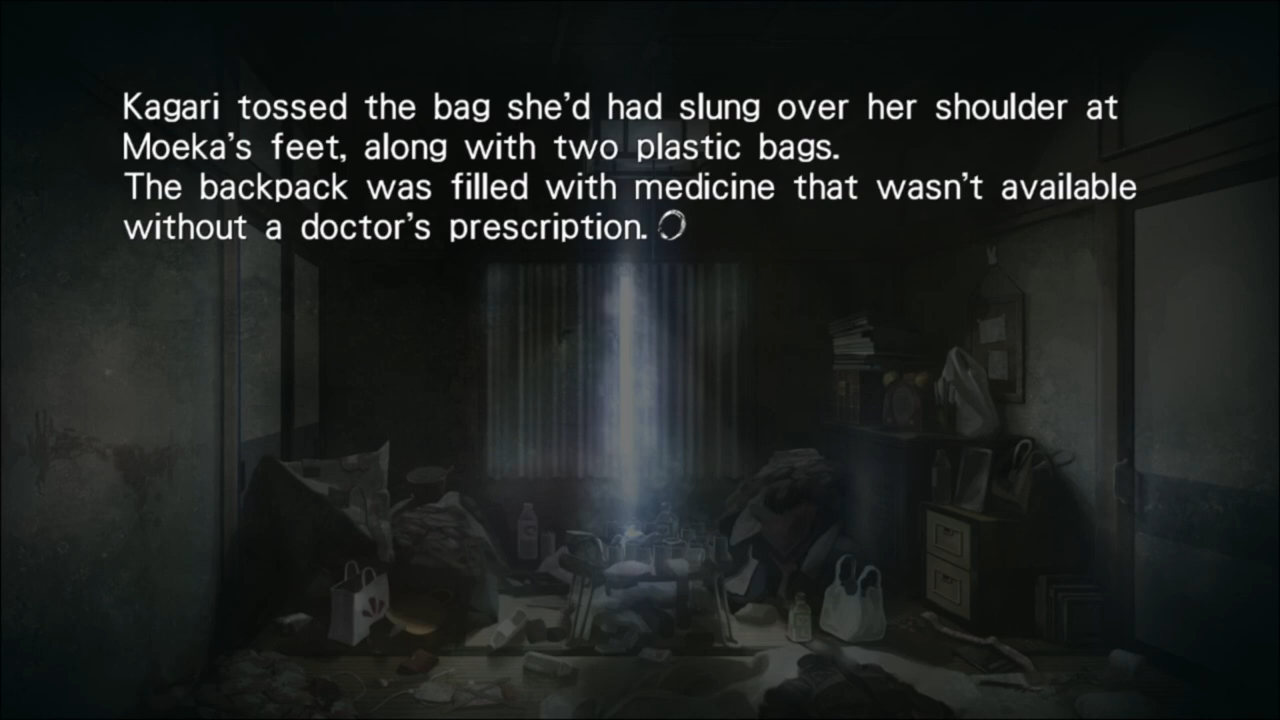 Kagari tossed the bag she'd had slung over her shoulder at
Moeka's feet, along with two plastic bags.
The backpack was filled with medicine that wasn't available
without a doctor's prescription.